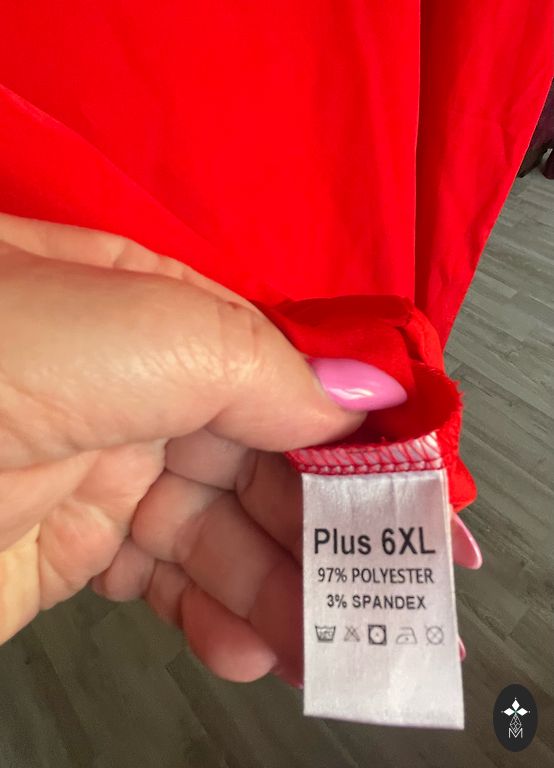 Plus 6XL
97% POLYESTER
3% SPANDEX
M